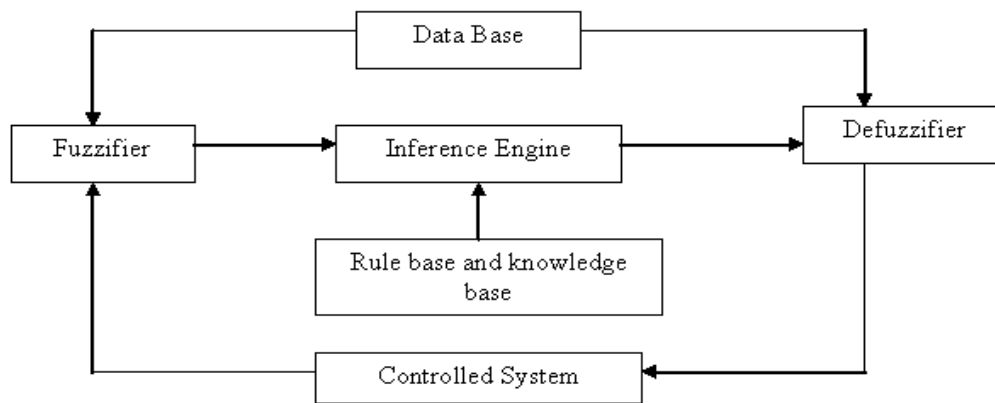 Data Base
Fuzzifier
Inference Engine
Defuzzifier
Rule base and knowledge
base
Controlled System